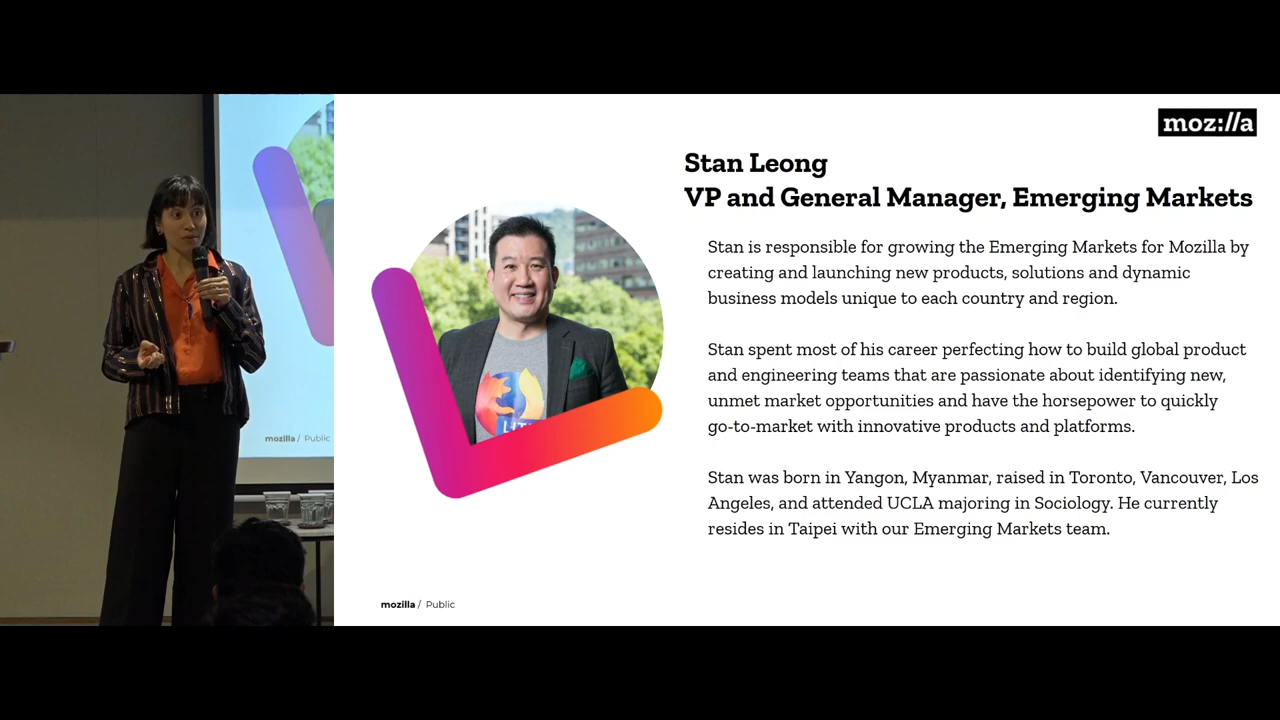 moz://a
Stan Leong
VP and General Manager, Emerging Markets
Stan is responsible for growing the Emerging Markets for Mozilla by
creating and launching new products, solutions and dynamic
business models unique to each country and region.
Stan spent most of his career perfecting how to build global product
and engineering teams that are passionate about identifying new,
unmet market opportunities and have the horsepower to quickly
go-to-market with innovative products and platforms.
Stan was born in Yangon, Myanmar, raised in Toronto, Vancouver, Los
Angeles, and attended UCLA majoring in Sociology. He currently
resides in Taipei with our Emerging Markets team.
mozilla / Public
mozilla / Public